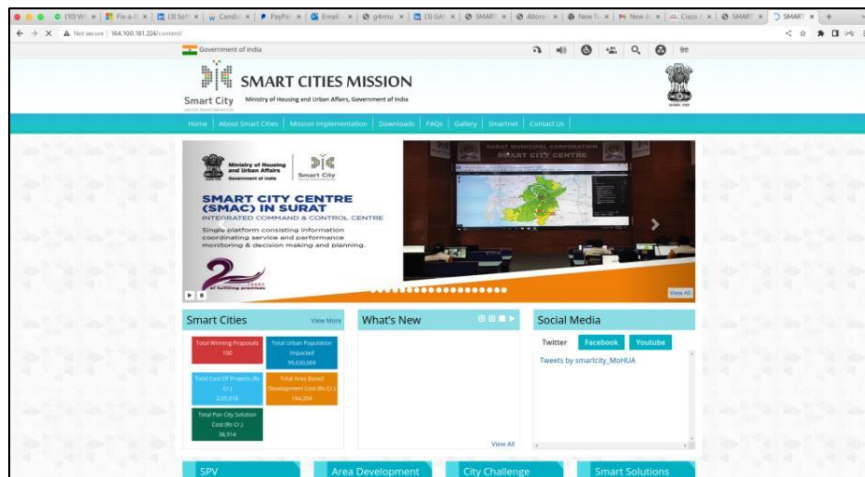 Not secure | 164.100.161.224/content/
Government of India
हिंदी
SMART CITIES MISSION
Smart City
Ministry of Housing and Urban Affairs, Government of India
Home | About Smart Cities | Mission Implementation | Downloads | FAQs | Gallery | Smartnet | Contact Us
Ministry of Housing
and Urban Affairs
Government of India
Smart City
SURAT MUNICIPAL CORPORATION
SMART CITY CENTRE
SMART CITY CENTRE
(SMAC) IN SURAT
INTEGRATED COMMAND & CONTROL CENTRE
Single platform consisting information
coordinating service and performance
monitoring & decision making and planning.
2 YEARS
of fulfilling promises
View All
Smart Cities
View More
Total Winning Proposals
100
Total Urban Population
Impacted
99,630,069
Total Cost Of Projects (Rs
Cr.)
2,05,018
Total Area Based
Development Cost (Rs Cr.)
164,204
Total Pan City Solution
Cost (Rs Cr.)
38,914
What's New
View All
Social Media
Twitter
Facebook
Youtube
Tweets by smartcity_MoHUA
SPV
Area Development
City Challenge
Smart Solutions